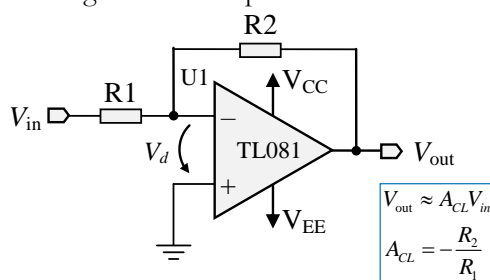 R2
R1
U1
V_CC
V_in
−
V_d
TL081
V_out
+
V_EE
V_out ≈ A_CL V_in
A_CL = − R_2 / R_1